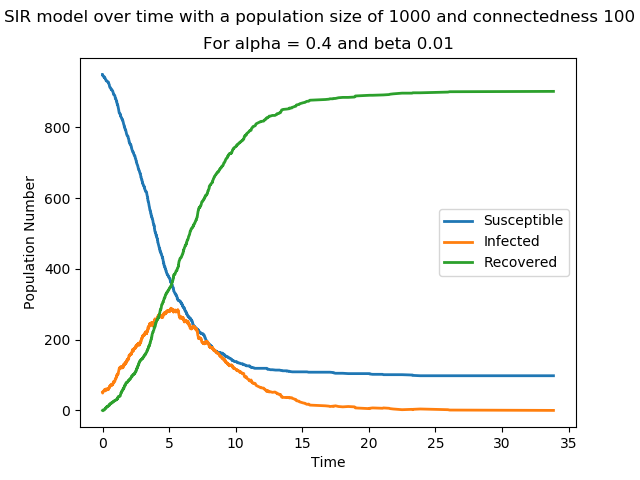 SIR model over time with a population size of 1000 and connectedness 100
For alpha = 0.4 and beta 0.01
Population Number
800
600
400
200
0
Susceptible
Infected
Recovered
0 5 10 15 20 25 30 35
Time